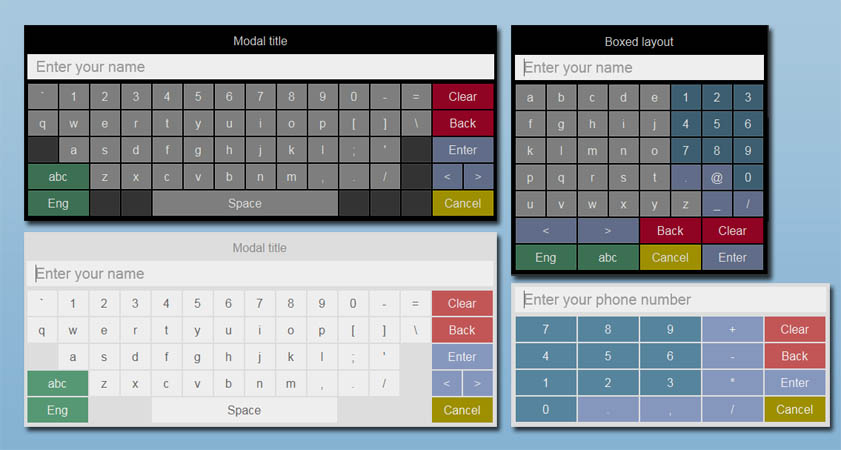 Modal title
Enter your name
` 1 2 3 4 5 6 7 8 9 0 - = Clear
q w e r t y u i o p [ ] \ Back
a s d f g h j k l ; ' Enter
abc z x c v b n m , . / < >
Eng Space Cancel
Boxed layout
Enter your name
a b c d e 1 2 3
f g h i j 4 5 6
k l m n o 7 8 9
p q r s t . @ 0
u v w y z _ /
< > Back Clear
Eng abc Cancel Enter
Modal title
Enter your name
` 1 2 3 4 5 6 7 8 9 0 - = Clear
q w e r t y u i o p [ ] \ Back
a s d f g h j k l ; ' Enter
abc z x c v b n m , . / < >
Eng Space Cancel
Enter your phone number
7 8 9 + Clear
4 5 6 - Back
1 2 3 * Enter
0 . , / Cancel